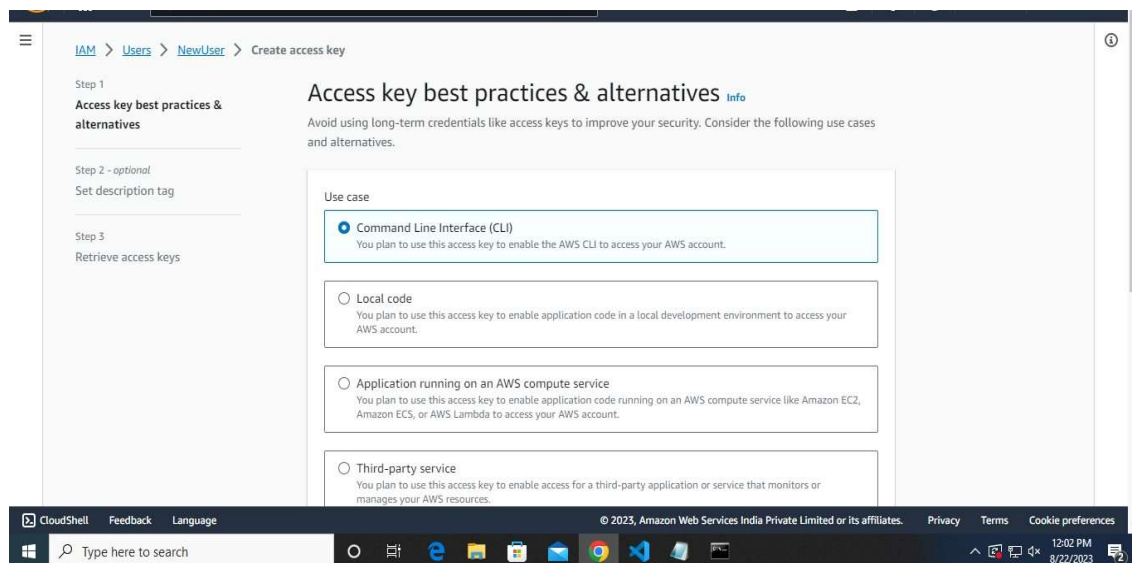 IAM > Users > NewUser > Create access key
Step 1
Access key best practices &
alternatives
Step 2 - optional
Set description tag
Step 3
Retrieve access keys
Access key best practices & alternatives Info
Avoid using long-term credentials like access keys to improve your security. Consider the following use cases
and alternatives.
Use case
Command Line Interface (CLI)
You plan to use this access key to enable the AWS CLI to access your AWS account.
Local code
You plan to use this access key to enable application code in a local development environment to access your
AWS account.
Application running on an AWS compute service
You plan to use this access key to enable application code running on an AWS compute service like Amazon EC2,
Amazon ECS, or AWS Lambda to access your AWS account.
Third-party service
You plan to use this access key to enable access for a third-party application or service that monitors or
manages your AWS resources.
CloudShell Feedback Language © 2023, Amazon Web Services India Private Limited or its affiliates. Privacy Terms Cookie preferences
Type here to search
12:02 PM
8/22/2023
2